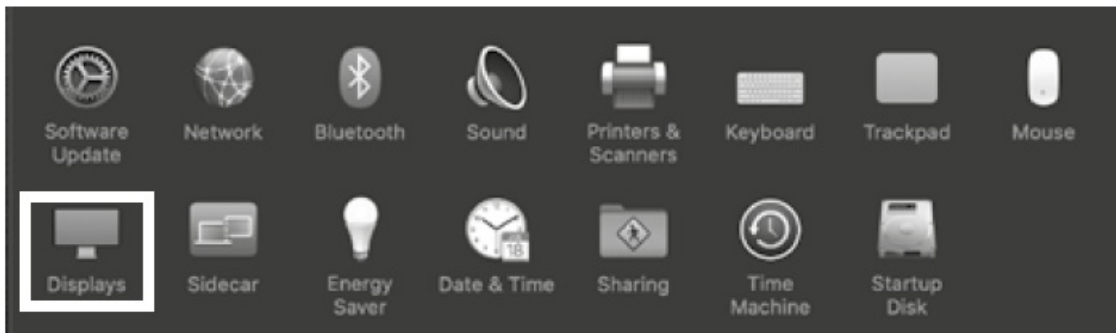 Software Update
Network
Bluetooth
Sound
Printers & Scanners
Keyboard
Trackpad
Mouse
Displays
Sidecar
Energy Saver
18
Date & Time
Sharing
Time Machine
Startup Disk